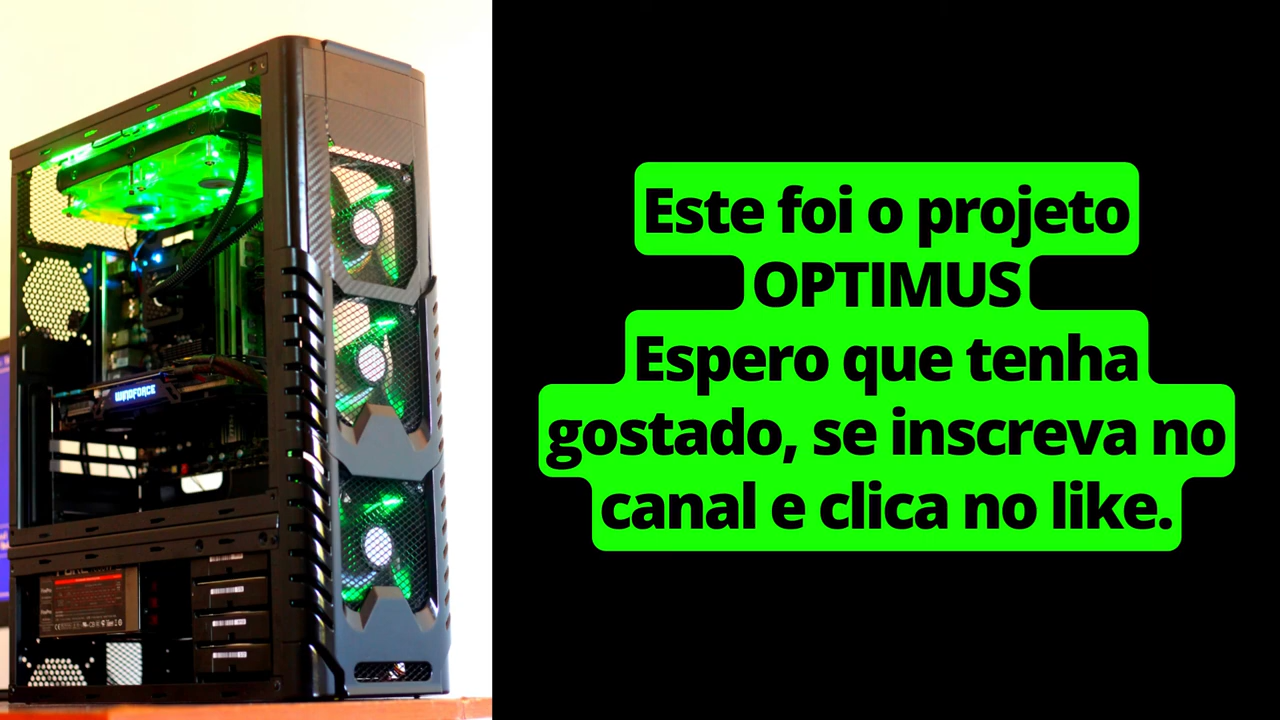 Este foi o projeto
OPTIMUS
Espero que tenha
gostado, se inscreva no
canal e clica no like.
WINDFORCE